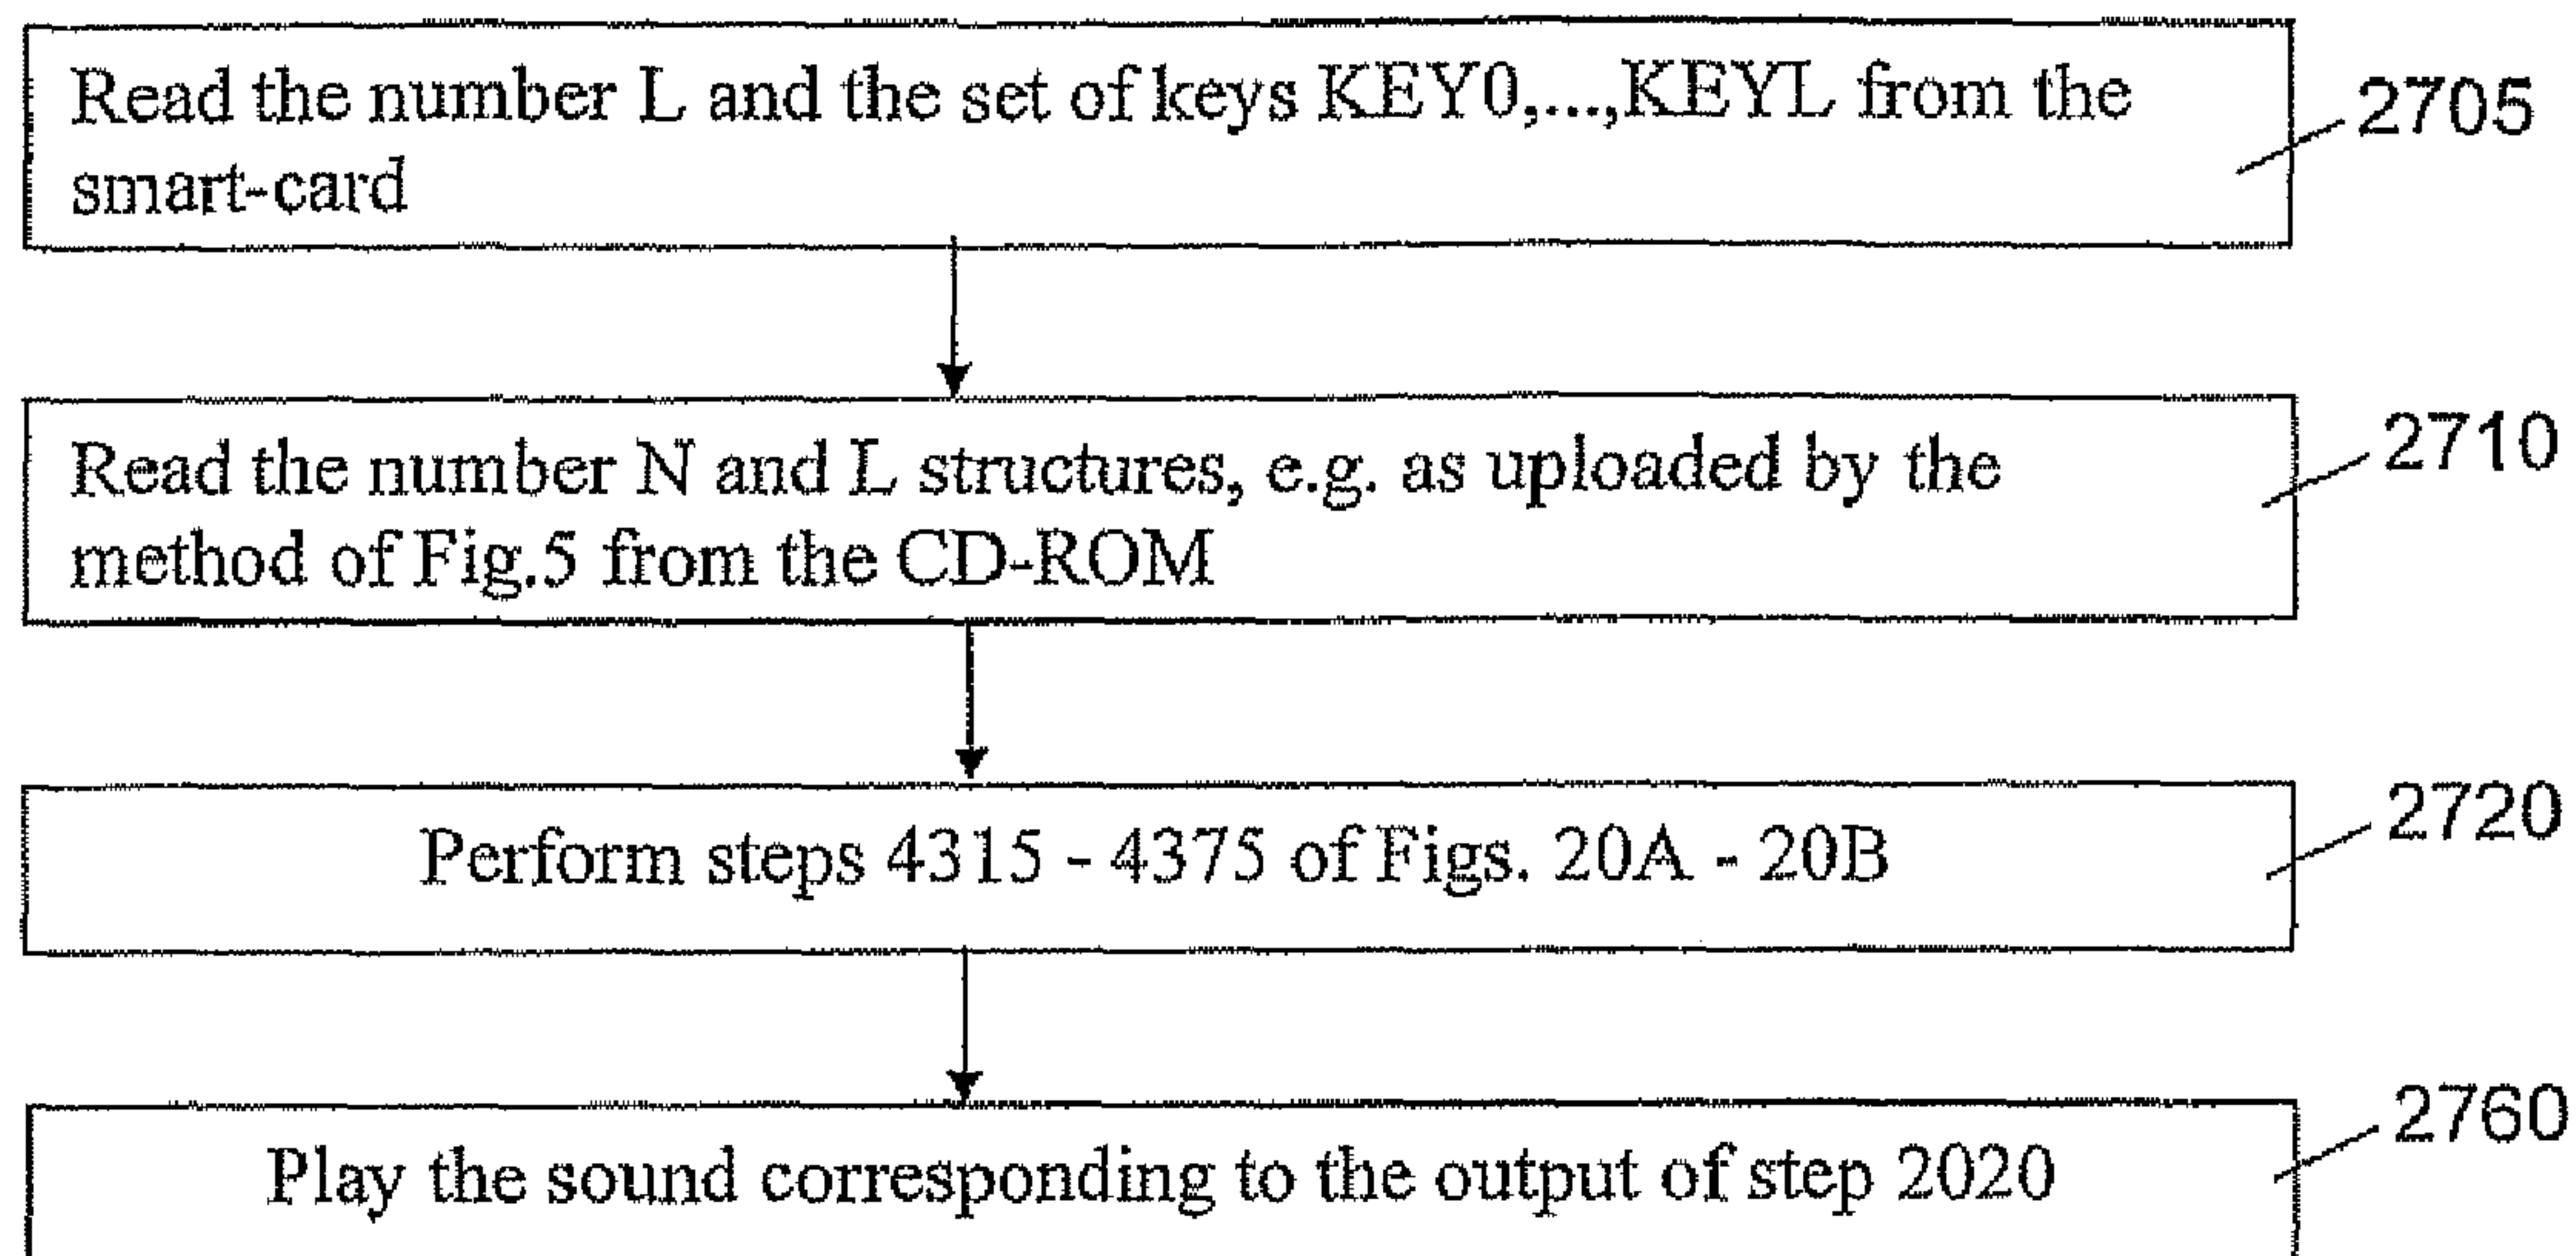 Read the number L and the set of keys KEY0,...,KEYL from the
smart-card
2705
Read the number N and L structures, e.g. as uploaded by the
method of Fig.5 from the CD-ROM
2710
Perform steps 4315 - 4375 of Figs. 20A - 20B
2720
Play the sound corresponding to the output of step 2020
2760